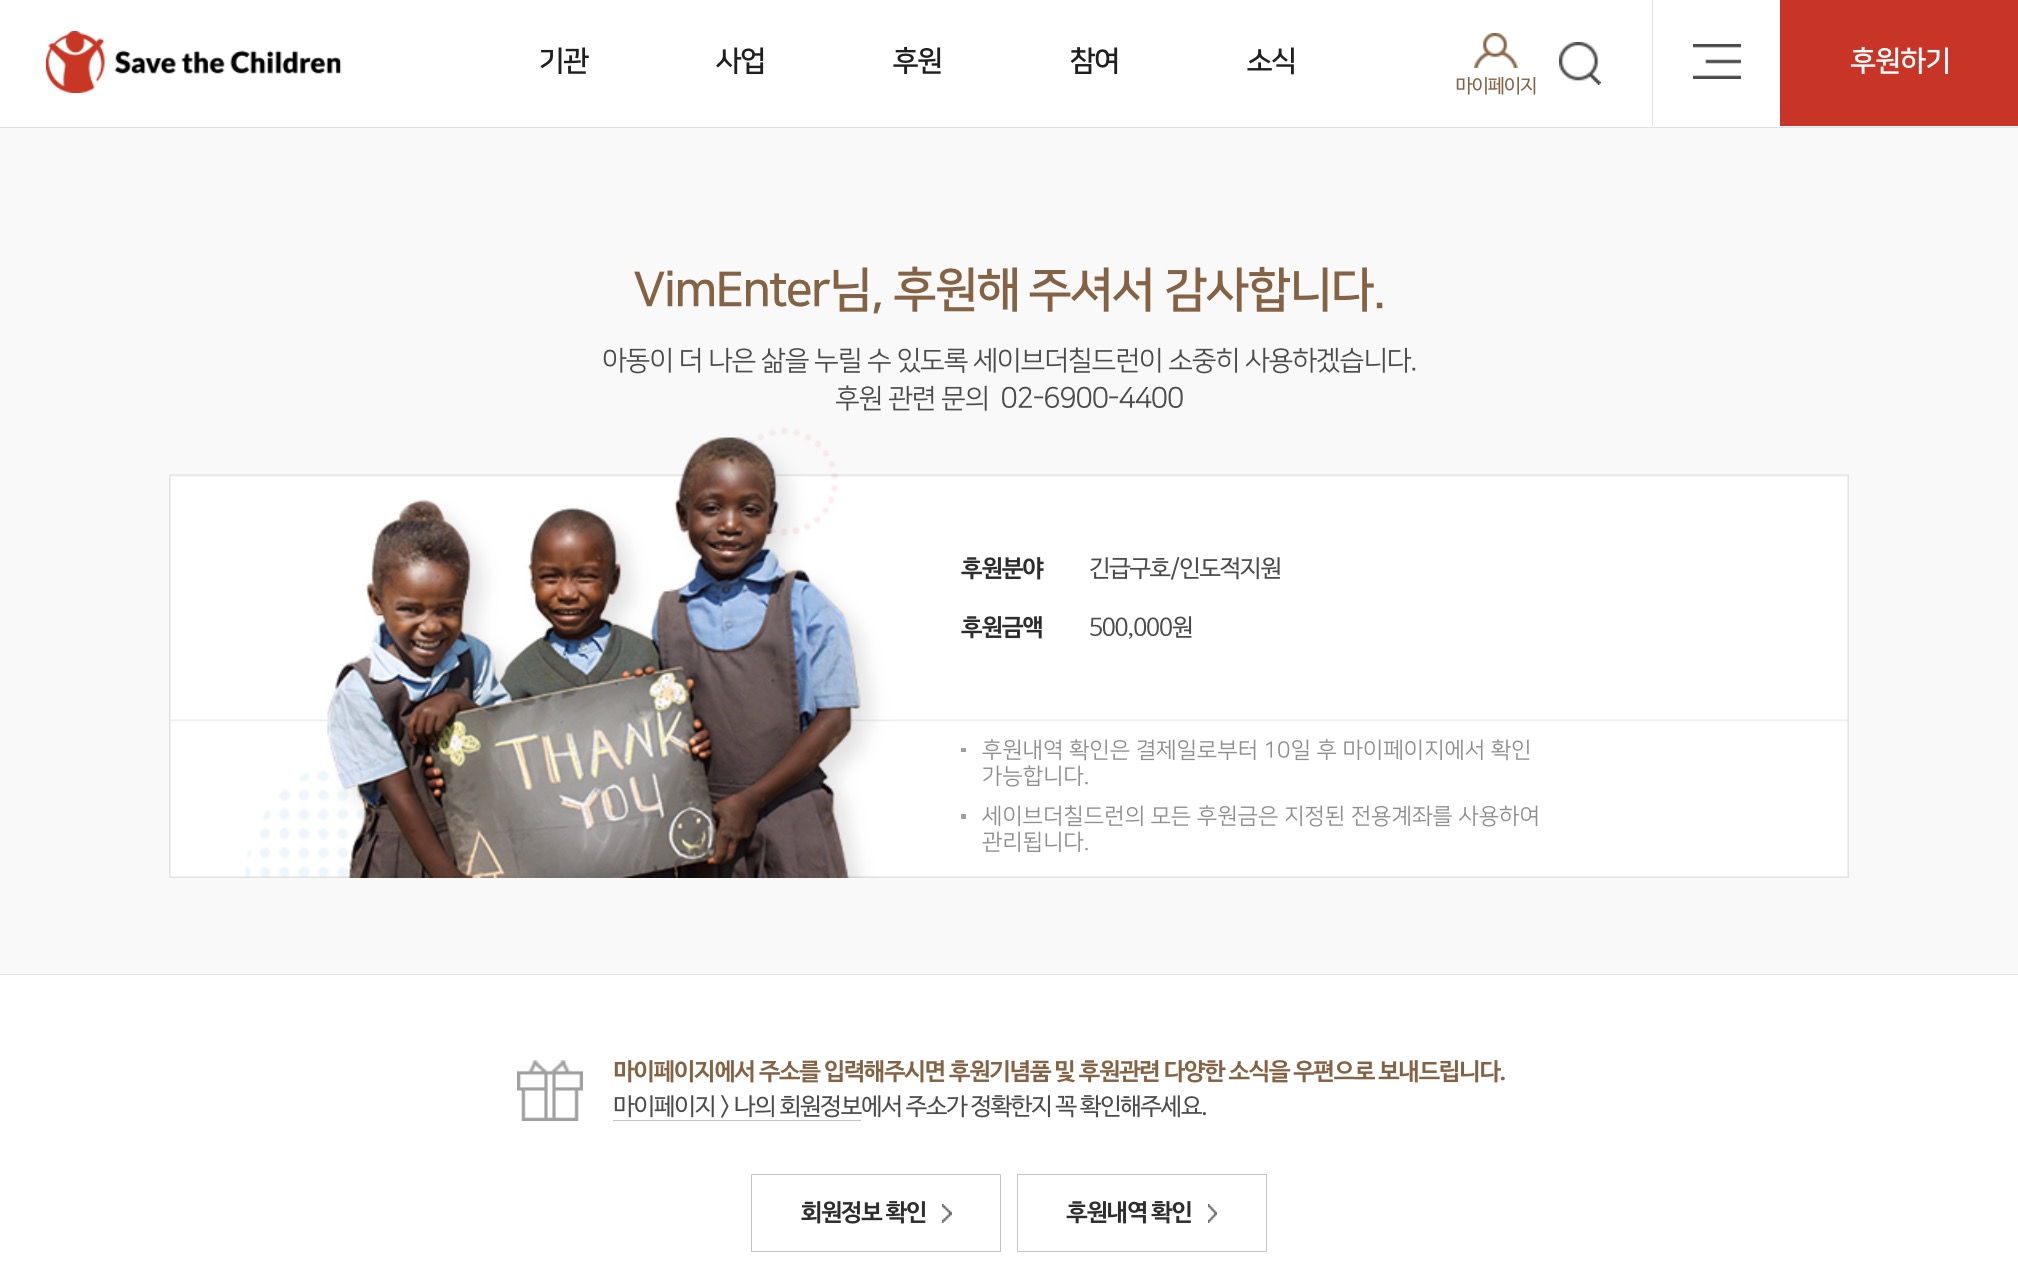 Save the Children
기관
사업
후원
참여
소식
마이페이지
후원하기
VimEnter님, 후원해 주셔서 감사합니다.
아동이 더 나은 삶을 누릴 수 있도록 세이브더칠드런이 소중히 사용하겠습니다.
후원 관련 문의 02-6900-4400
THANK
YOU
후원분야 긴급구호/인도적지원
후원금액 500,000원
후원내역 확인은 결제일로부터 10일 후 마이페이지에서 확인
가능합니다.
세이브더칠드런의 모든 후원금은 지정된 전용계좌를 사용하여
관리됩니다.
마이페이지에서 주소를 입력해주시면 후원기념품 및 후원관련 다양한 소식을 우편으로 보내드립니다.
마이페이지 > 나의 회원정보에서 주소가 정확한지 꼭 확인해주세요.
회원정보 확인 >
후원내역 확인 >